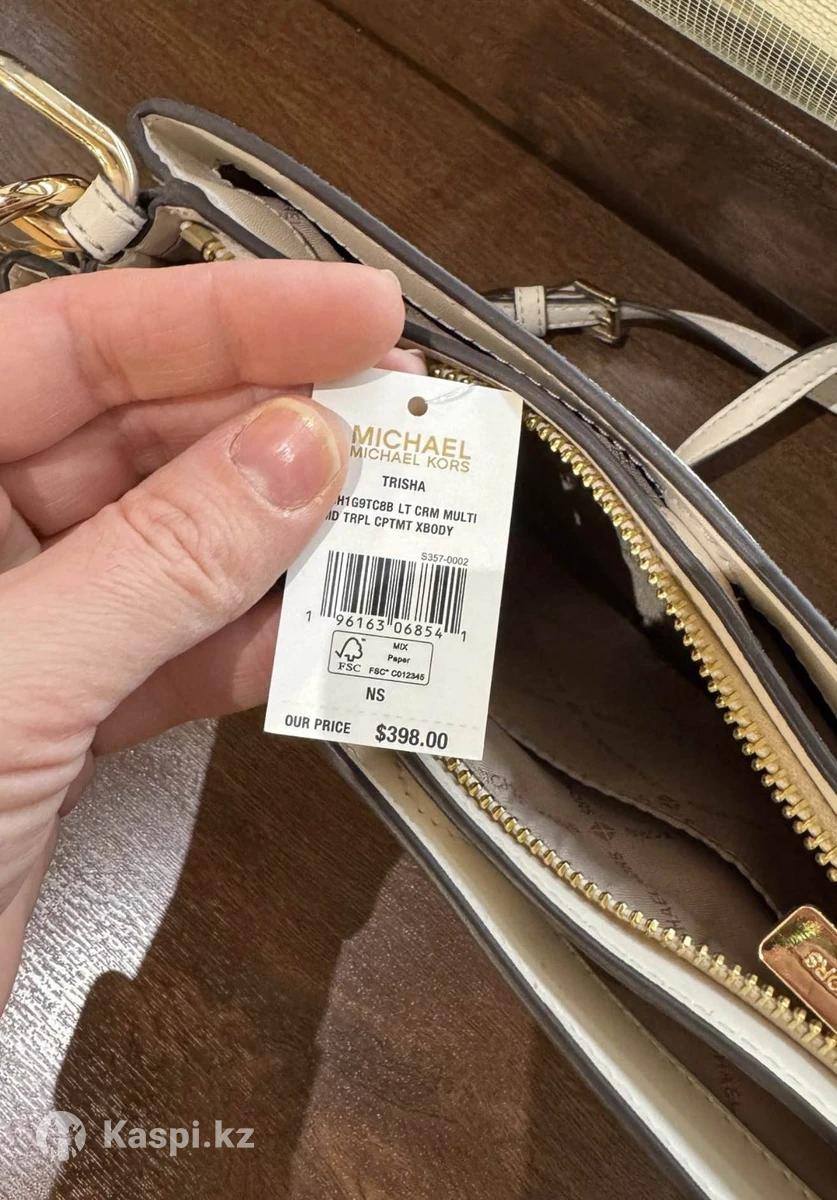 MICHAEL
MICHAEL KORS
TRISHA
H1G9TC8B LT CRM MULTI
MD TRPL CPTMT XBODY
S357-0002
1 96163 06854 1
FSC
MIX
Paper
FSC® C012345
NS
OUR PRICE $398.00
Kaspi.kz